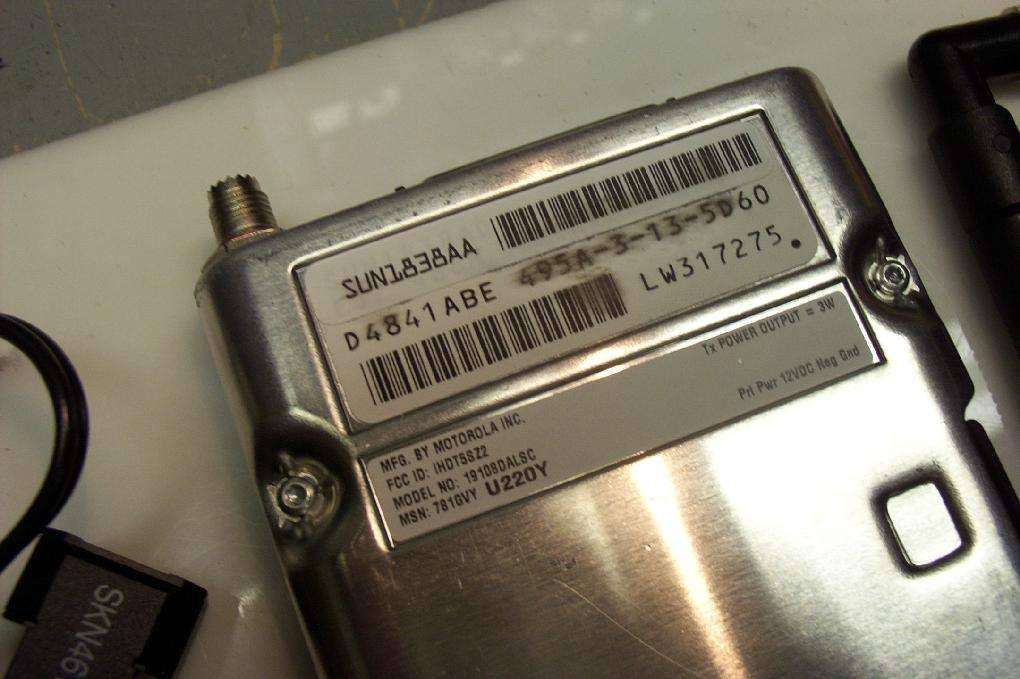 SUN1838AA
D4841ABE 495A-3-13-5D60
LW317275.
Tx POWER OUTPUT = 3W
Pri Pwr 12VDC Neg Gnd
MFG. BY MOTOROLA INC.
FCC ID: IHDT5SZ2
MODEL NO: 19108DALSC
MSN: 781GVY U220Y
SKN46